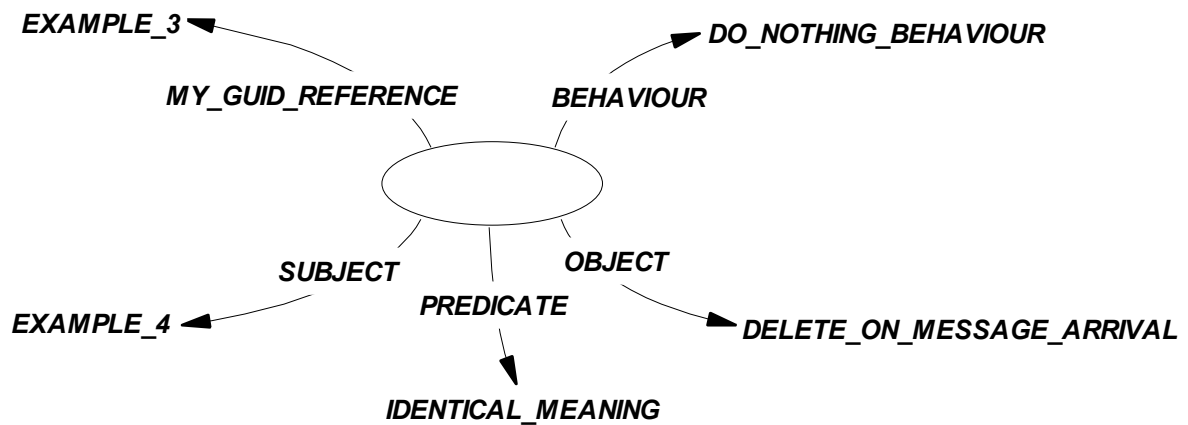 EXAMPLE_3
DO_NOTHING_BEHAVIOUR
MY_GUID_REFERENCE
BEHAVIOUR
SUBJECT
OBJECT
PREDICATE
EXAMPLE_4
DELETE_ON_MESSAGE_ARRIVAL
IDENTICAL_MEANING